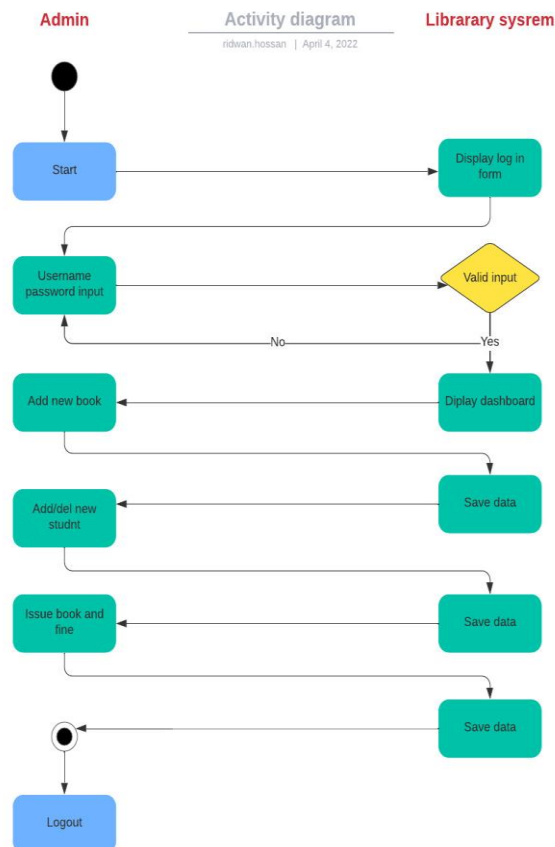 Admin
Activity diagram
Librarary sysrem
ridwan.hossan | April 4, 2022
Start
Display log in
form
Username
password input
Valid input
No
Yes
Add new book
Diplay dashboard
Add/del new
studnt
Save data
Issue book and
fine
Save data
Save data
Logout